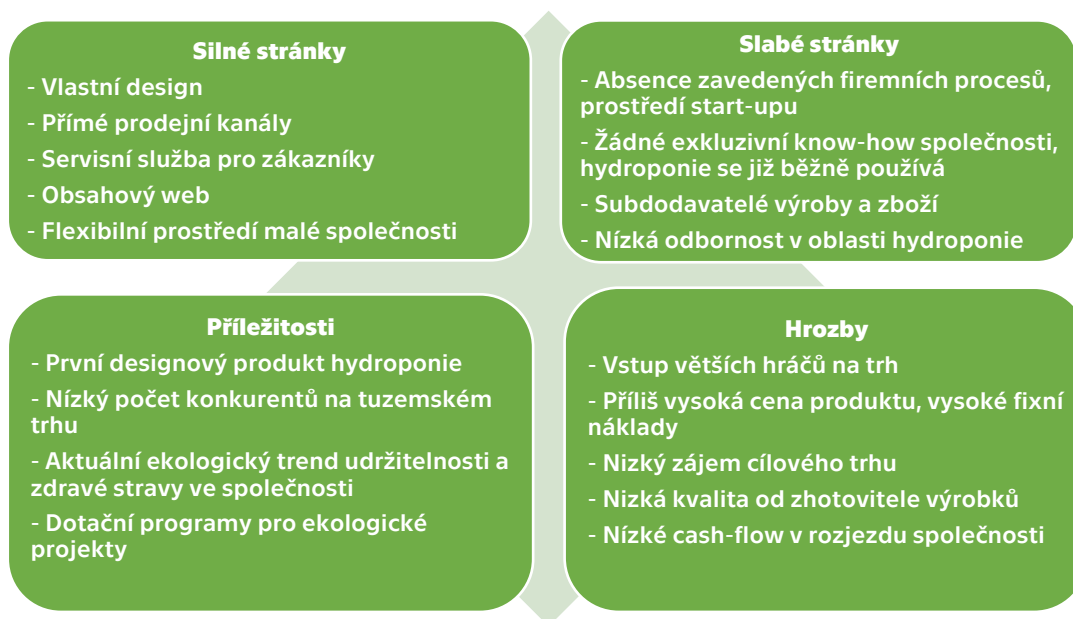 Silné stránky
- Vlastní design
- Přímé prodejní kanály
- Servisní služba pro zákazníky
- Obsahový web
- Flexibilní prostředí malé společnosti
Slabé stránky
- Absence zavedených firemních procesů,
prostředí start-upu
- Žádné exkluzivní know-how společnosti,
hydroponie se již běžně používá
- Subdodavatelé výroby a zboží
- Nízká odbornost v oblasti hydroponie
Příležitosti
- První designový produkt hydroponie
- Nízký počet konkurentů na tuzemském
trhu
- Aktuální ekologický trend udržitelnosti a
zdravé stravy ve společnosti
- Dotační programy pro ekologické
projekty
Hrozby
- Vstup větších hráčů na trh
- Příliš vysoká cena produktu, vysoké fixní
náklady
- Nizký zájem cílového trhu
- Nizká kvalita od zhotovitele výrobků
- Nízké cash-flow v rozjezdu společnosti